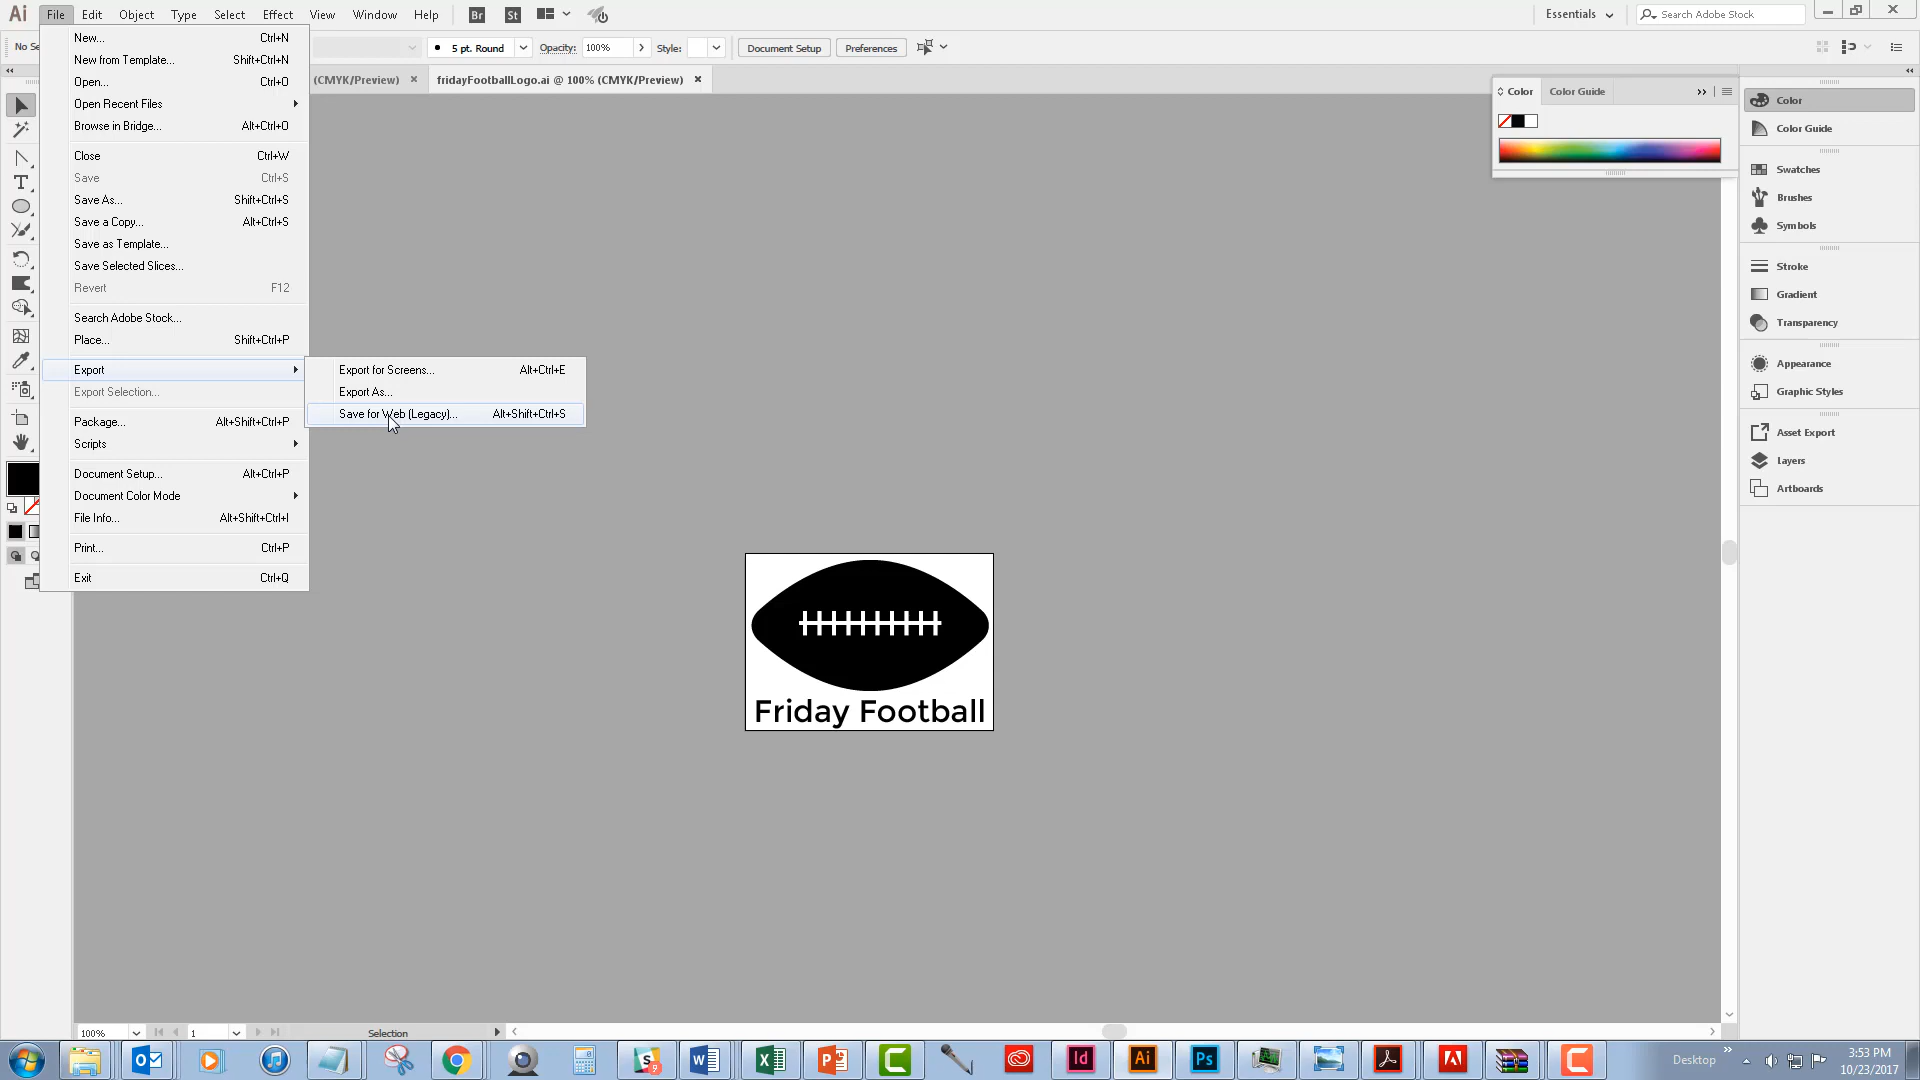 Ai File Edit Object Type Select Effect View Window Help Br St Essentials Search Adobe Stock
No Se 5 pt. Round Opacity: 100% Style: Document Setup Preferences
(CMYK/Preview) × fridayFootballLogo.ai @ 100% (CMYK/Preview) ×
New... Ctrl+N
New from Template... Shift+Ctrl+N
Open... Ctrl+O
Open Recent Files
Browse in Bridge... Alt+Ctrl+O
Close Ctrl+W
Save Ctrl+S
Save As... Shift+Ctrl+S
Save a Copy... Alt+Ctrl+S
Save as Template...
Save Selected Slices...
Revert F12
Search Adobe Stock...
Place... Shift+Ctrl+P
Export
Export Selection...
Package... Alt+Shift+Ctrl+P
Scripts
Document Setup... Alt+Ctrl+P
Document Color Mode
File Info... Alt+Shift+Ctrl+I
Print... Ctrl+P
Exit Ctrl+Q
Export for Screens... Alt+Ctrl+E
Export As...
Save for Web (Legacy)... Alt+Shift+Ctrl+S
Friday Football
Color Color Guide
Color
Color Guide
Swatches
Brushes
Symbols
Stroke
Gradient
Transparency
Appearance
Graphic Styles
Asset Export
Layers
Artboards
100% 1 Selection
9 Id Ai Ps Desktop
3:53 PM
10/23/2017